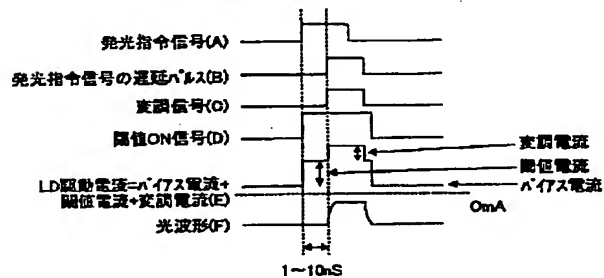 発光指令信号(A)
発光指令信号の遅延パルス(B)
変調信号(C)
閾値ON信号(D)
LD駆動電流=バイアス電流+
閾値電流+変調電流(E)
光波形(F)
変調電流
閾値電流
バイアス電流
0mA
1〜10nS